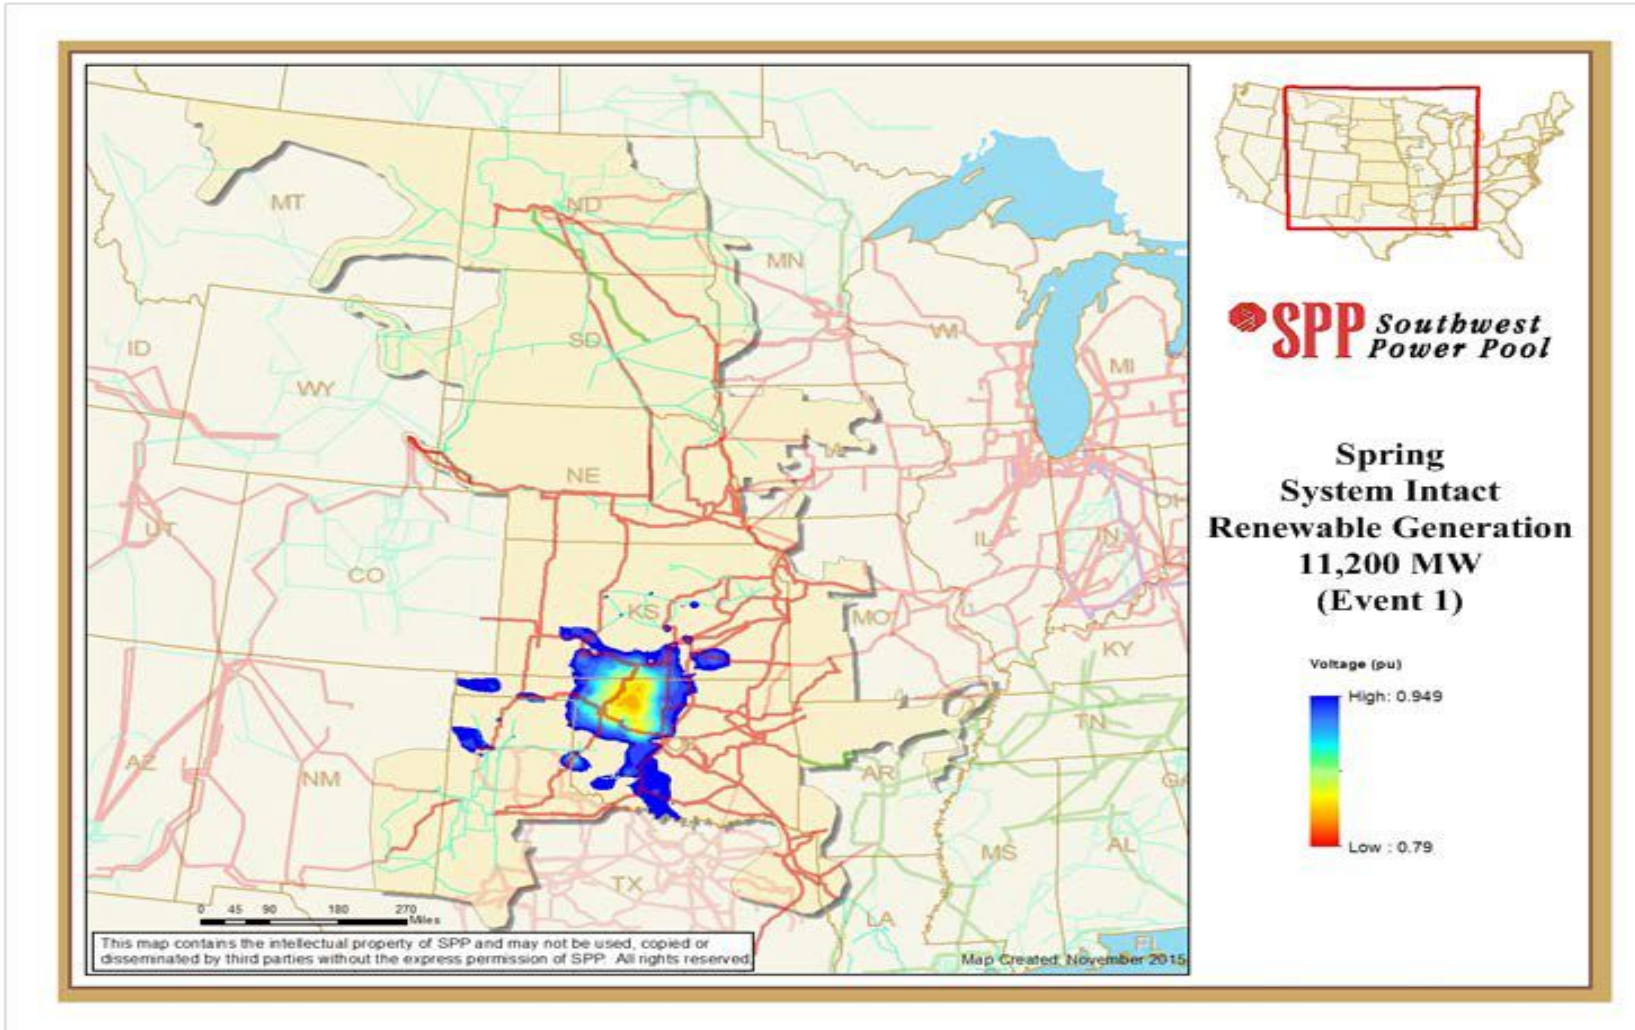 MT
ND
MN
ID
WY
SD
WI
MI
NE
UT
CO
IL
IN
OH
KS
MO
KY
AZ
NM
AR
TN
GA
TX
MS
AL
LA
FL
0 45 90 180 270
Miles
This map contains the intellectual property of SPP and may not be used, copied or
disseminated by third parties without the express permission of SPP. All rights reserved.
Map Created: November 2015
SPP Southwest
Power Pool
Spring
System Intact
Renewable Generation
11,200 MW
(Event 1)
Voltage (pu)
High: 0.949
Low : 0.79